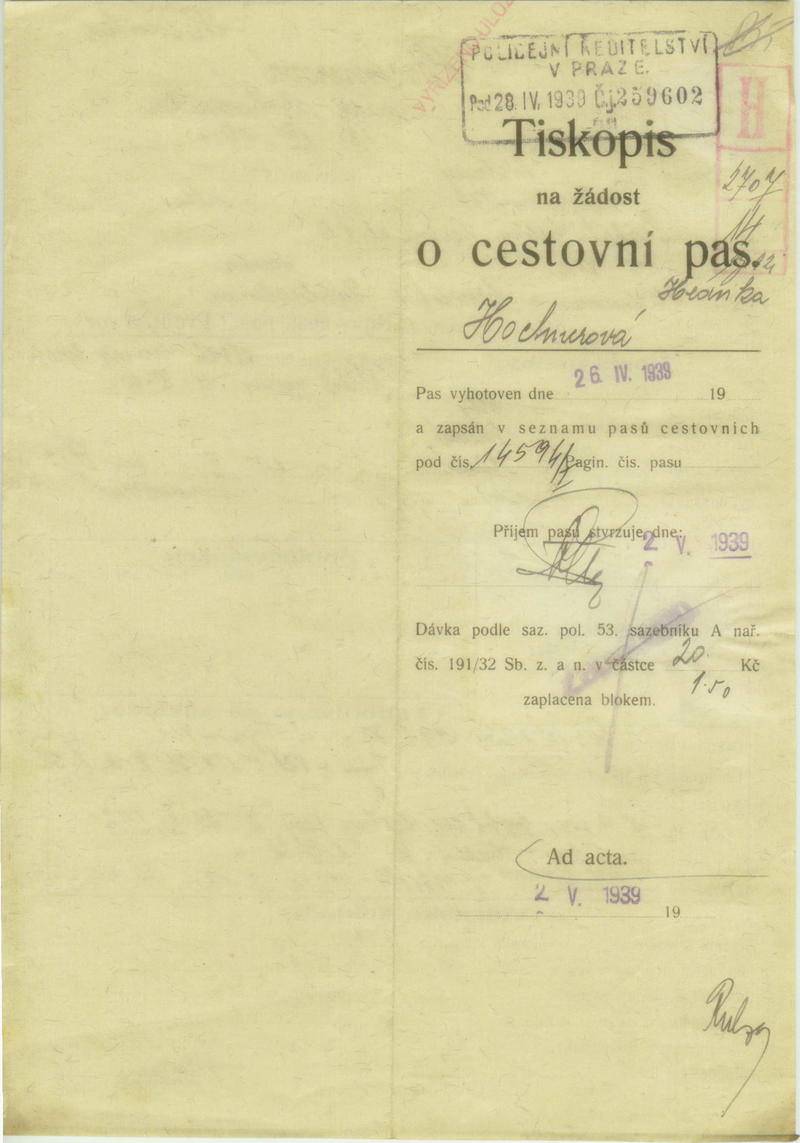 POLICEJNÍ ŘEDITELSTVÍ
V PRAZE.
Pod 28. IV. 1939 Č.j. 259602
H
Tiskopis
2707
na žádost
o cestovní pas.
Hochnerová
Pas vyhotoven dne 26. IV. 1939 19
a zapsán v seznamu pasů cestovních
pod čís. 14594/I pagin. čís. pasu
Příjem pasu stvrzuje dne: 2 V. 1939
Dávka podle saz. pol. 53. sazebníku A nař.
čís. 191/32 Sb. z. a n. v částce 20. Kč
1.50
zaplacena blokem.
Ad acta.
2 V. 1939
19